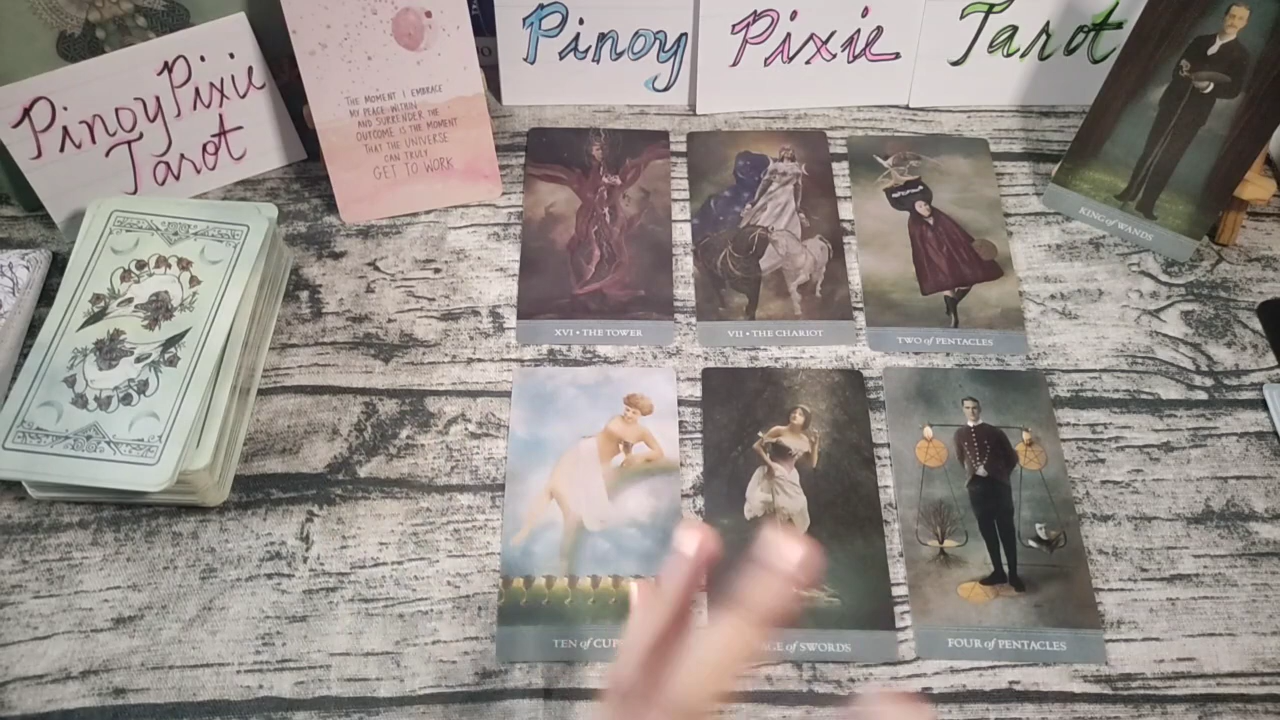 Pinoy Pixie
Tarot
THE MOMENT I EMBRACE
MY PEACE WITHIN
AND SURRENDER THE
OUTCOME IS THE MOMENT
THAT THE UNIVERSE
CAN TRULY
GET TO WORK
Pinoy Pixie Tarot
KING of WANDS
XVI • THE TOWER
VII • THE CHARIOT
TWO of PENTACLES
TEN of CUP
AGE of SWORDS
FOUR of PENTACLES